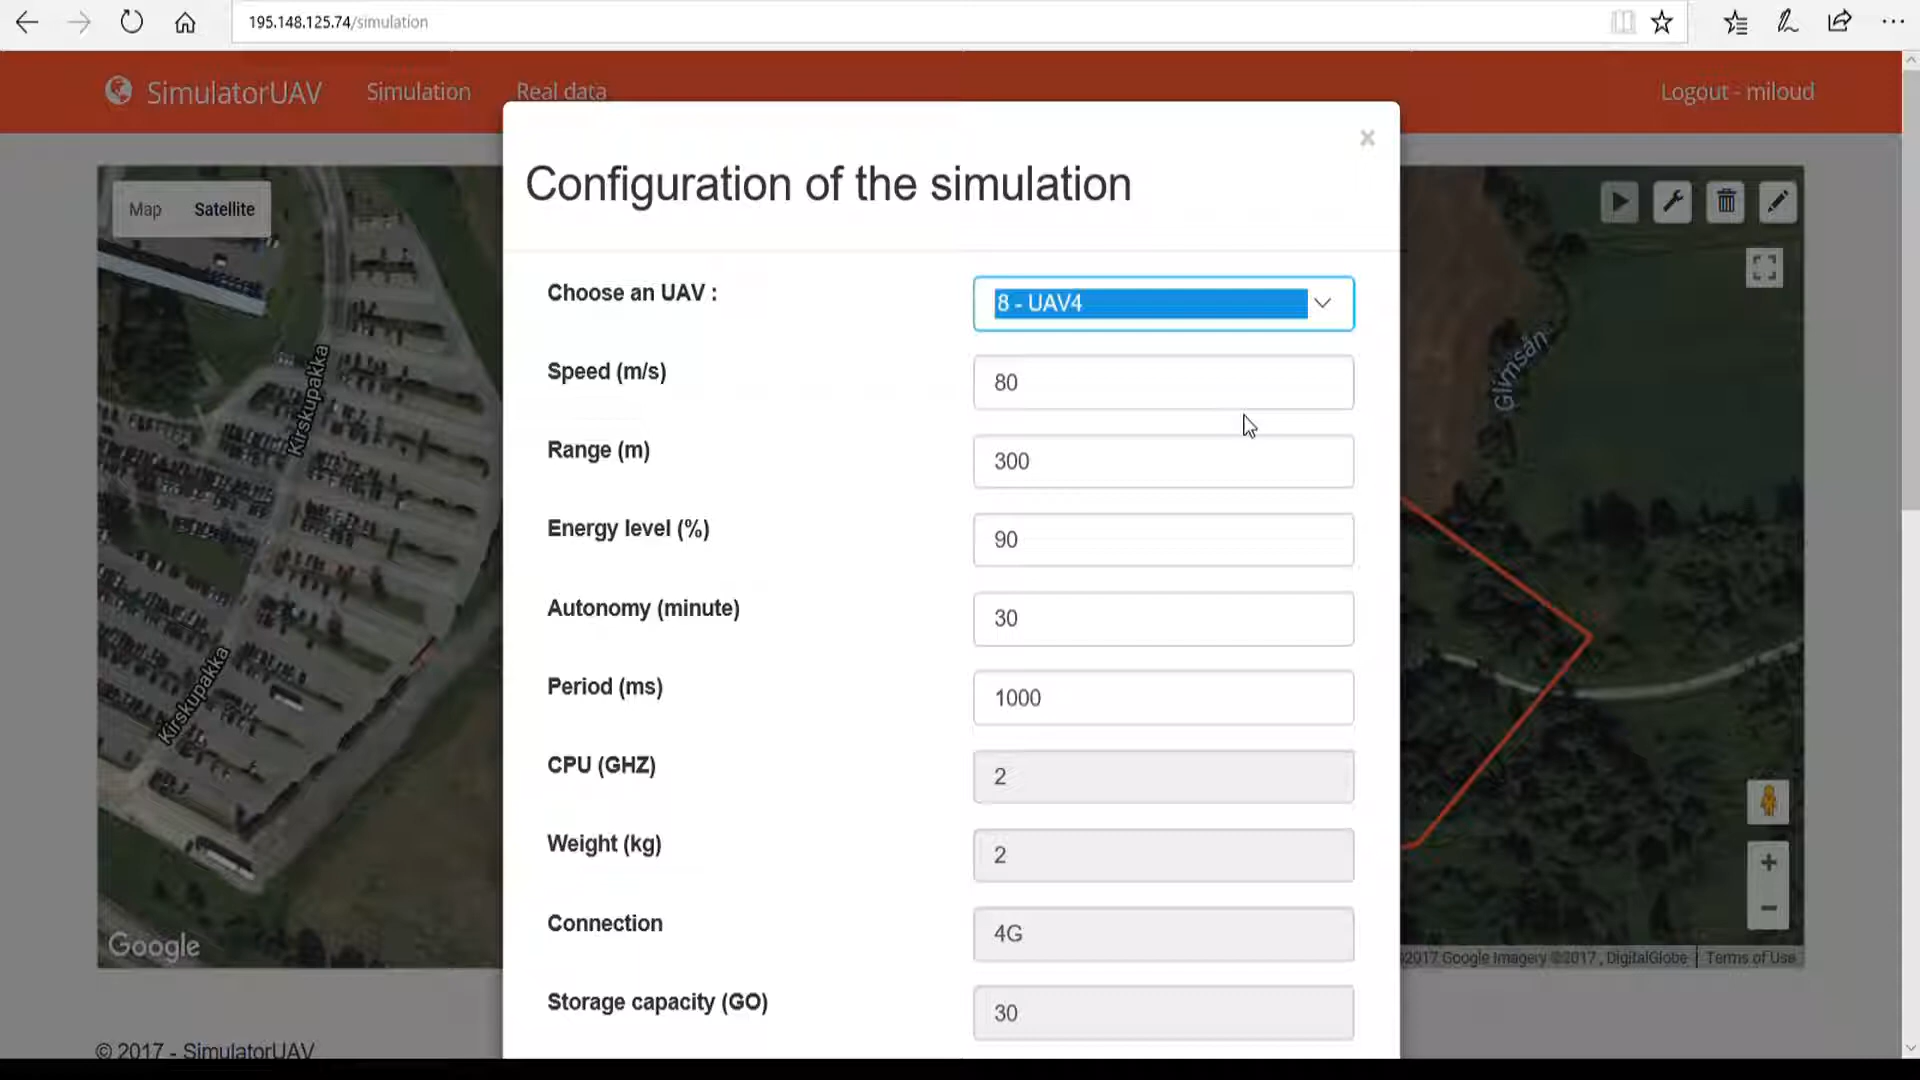 195.148.125.74/simulation
SimulatorUAV Simulation Real data Logout - miloud
Map Satellite
Configuration of the simulation
Choose an UAV :
8 - UAV4
Speed (m/s)
80
Range (m)
300
Energy level (%)
90
Autonomy (minute)
30
Period (ms)
1000
CPU (GHZ)
2
Weight (kg)
2
Connection
4G
Storage capacity (GO)
30
Kirskupakka
Kirskupakka
Glimsån
Google
©2017 Google Imagery ©2017 , DigitalGlobe Terms of Use
© 2017 - SimulatorUAV